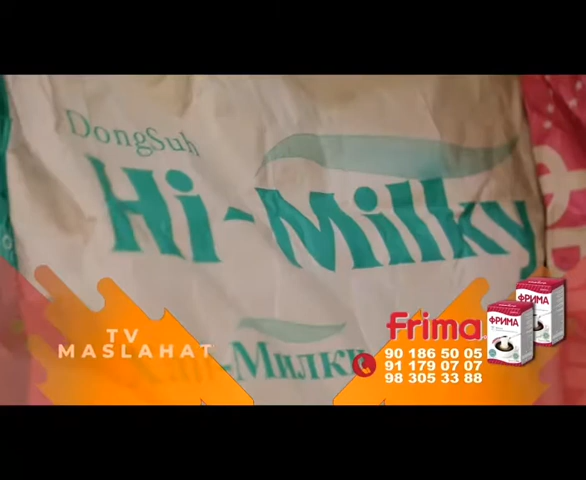 DongSuh
Hi-Milky
-Милки
TV
MASLAHAT
frima
90 186 50 05
91 179 07 07
98 305 33 88
ФРИМА
ФРИМА